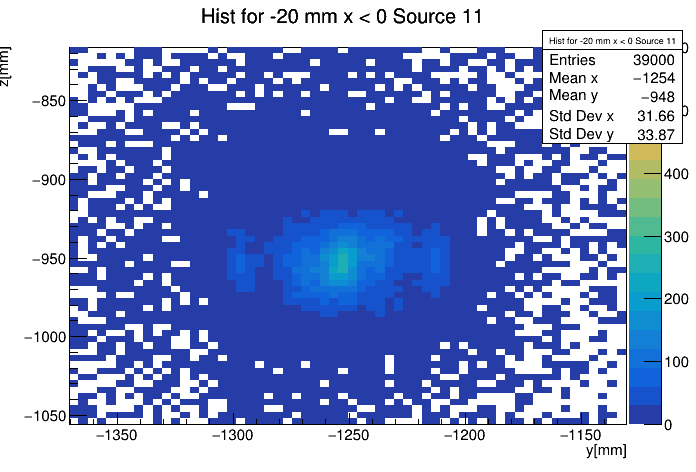 Hist for -20 mm x < 0 Source 11
z[mm]
Hist for -20 mm x < 0 Source 11
Entries 39000
Mean x −1254
Mean y −948
Std Dev x 31.66
Std Dev y 33.87
−850
−900
−950
−1000
−1050
400
300
200
100
0
−1350 −1300 −1250 −1200 −1150
y[mm]